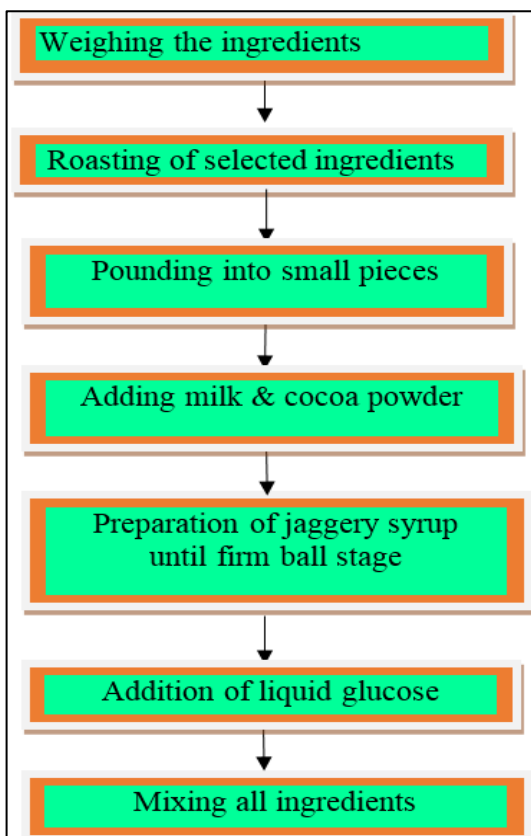 Weighing the ingredients
Roasting of selected ingredients
Pounding into small pieces
Adding milk & cocoa powder
Preparation of jaggery syrup
until firm ball stage
Addition of liquid glucose
Mixing all ingredients